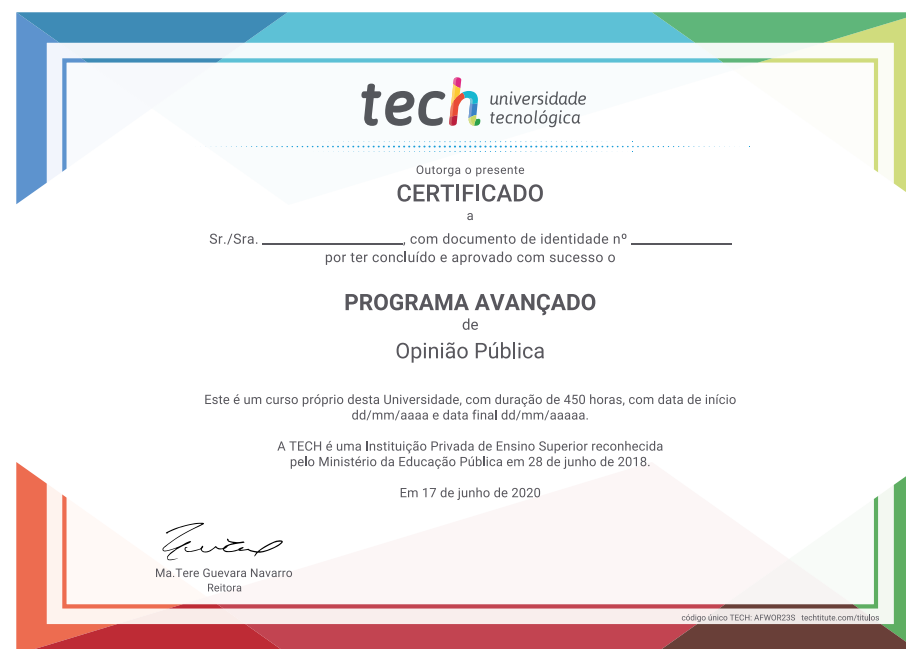 tech universidade
tecnológica
Outorga o presente
CERTIFICADO
a
Sr./Sra. ____________, com documento de identidade nº ____________
por ter concluído e aprovado com sucesso o
PROGRAMA AVANÇADO
de
Opinião Pública
Este é um curso próprio desta Universidade, com duração de 450 horas, com data de início
dd/mm/aaaa e data final dd/mm/aaaaa.
A TECH é uma Instituição Privada de Ensino Superior reconhecida
pelo Ministério da Educação Pública em 28 de junho de 2018.
Em 17 de junho de 2020
Ma.Tere Guevara Navarro
Reitora
código único TECH: AFWOR23S techtitute.com/titulos